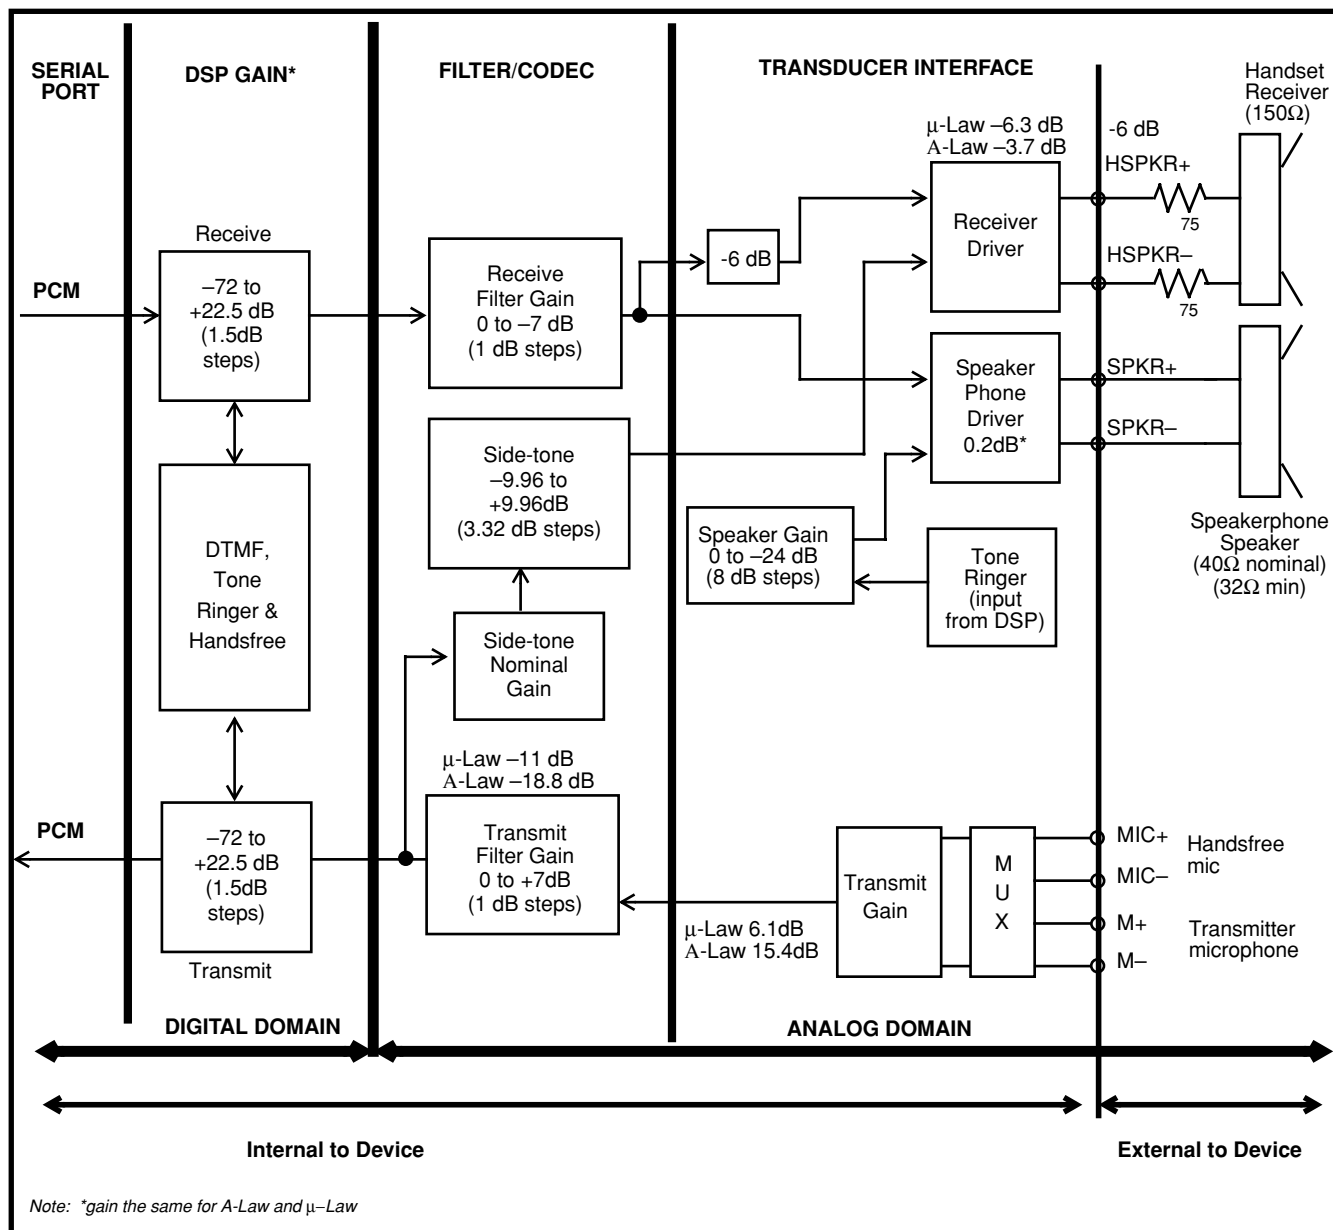 SERIAL
PORT
DSP GAIN*
FILTER/CODEC
TRANSDUCER INTERFACE
Handset
Receiver
(150Ω)
μ-Law –6.3 dB
A-Law –3.7 dB
-6 dB
HSPKR+
75
Receiver
Driver
HSPKR–
75
Receive
–72 to
+22.5 dB
(1.5dB
steps)
PCM
Receive
Filter Gain
0 to –7 dB
(1 dB steps)
-6 dB
Speaker
Phone
Driver
0.2dB*
SPKR+
SPKR–
Speakerphone
Speaker
(40Ω nominal)
(32Ω min)
Side-tone
–9.96 to
+9.96dB
(3.32 dB steps)
DTMF,
Tone
Ringer &
Handsfree
Speaker Gain
0 to –24 dB
(8 dB steps)
Tone
Ringer
(input
from DSP)
Side-tone
Nominal
Gain
μ-Law –11 dB
A-Law –18.8 dB
PCM
–72 to
+22.5 dB
(1.5dB
steps)
Transmit
Transmit
Filter Gain
0 to +7dB
(1 dB steps)
μ-Law 6.1dB
A-Law 15.4dB
Transmit
Gain
M
U
X
MIC+
MIC–
Handsfree
mic
M+
M–
Transmitter
microphone
DIGITAL DOMAIN
ANALOG DOMAIN
Internal to Device
External to Device
Note: *gain the same for A-Law and μ–Law